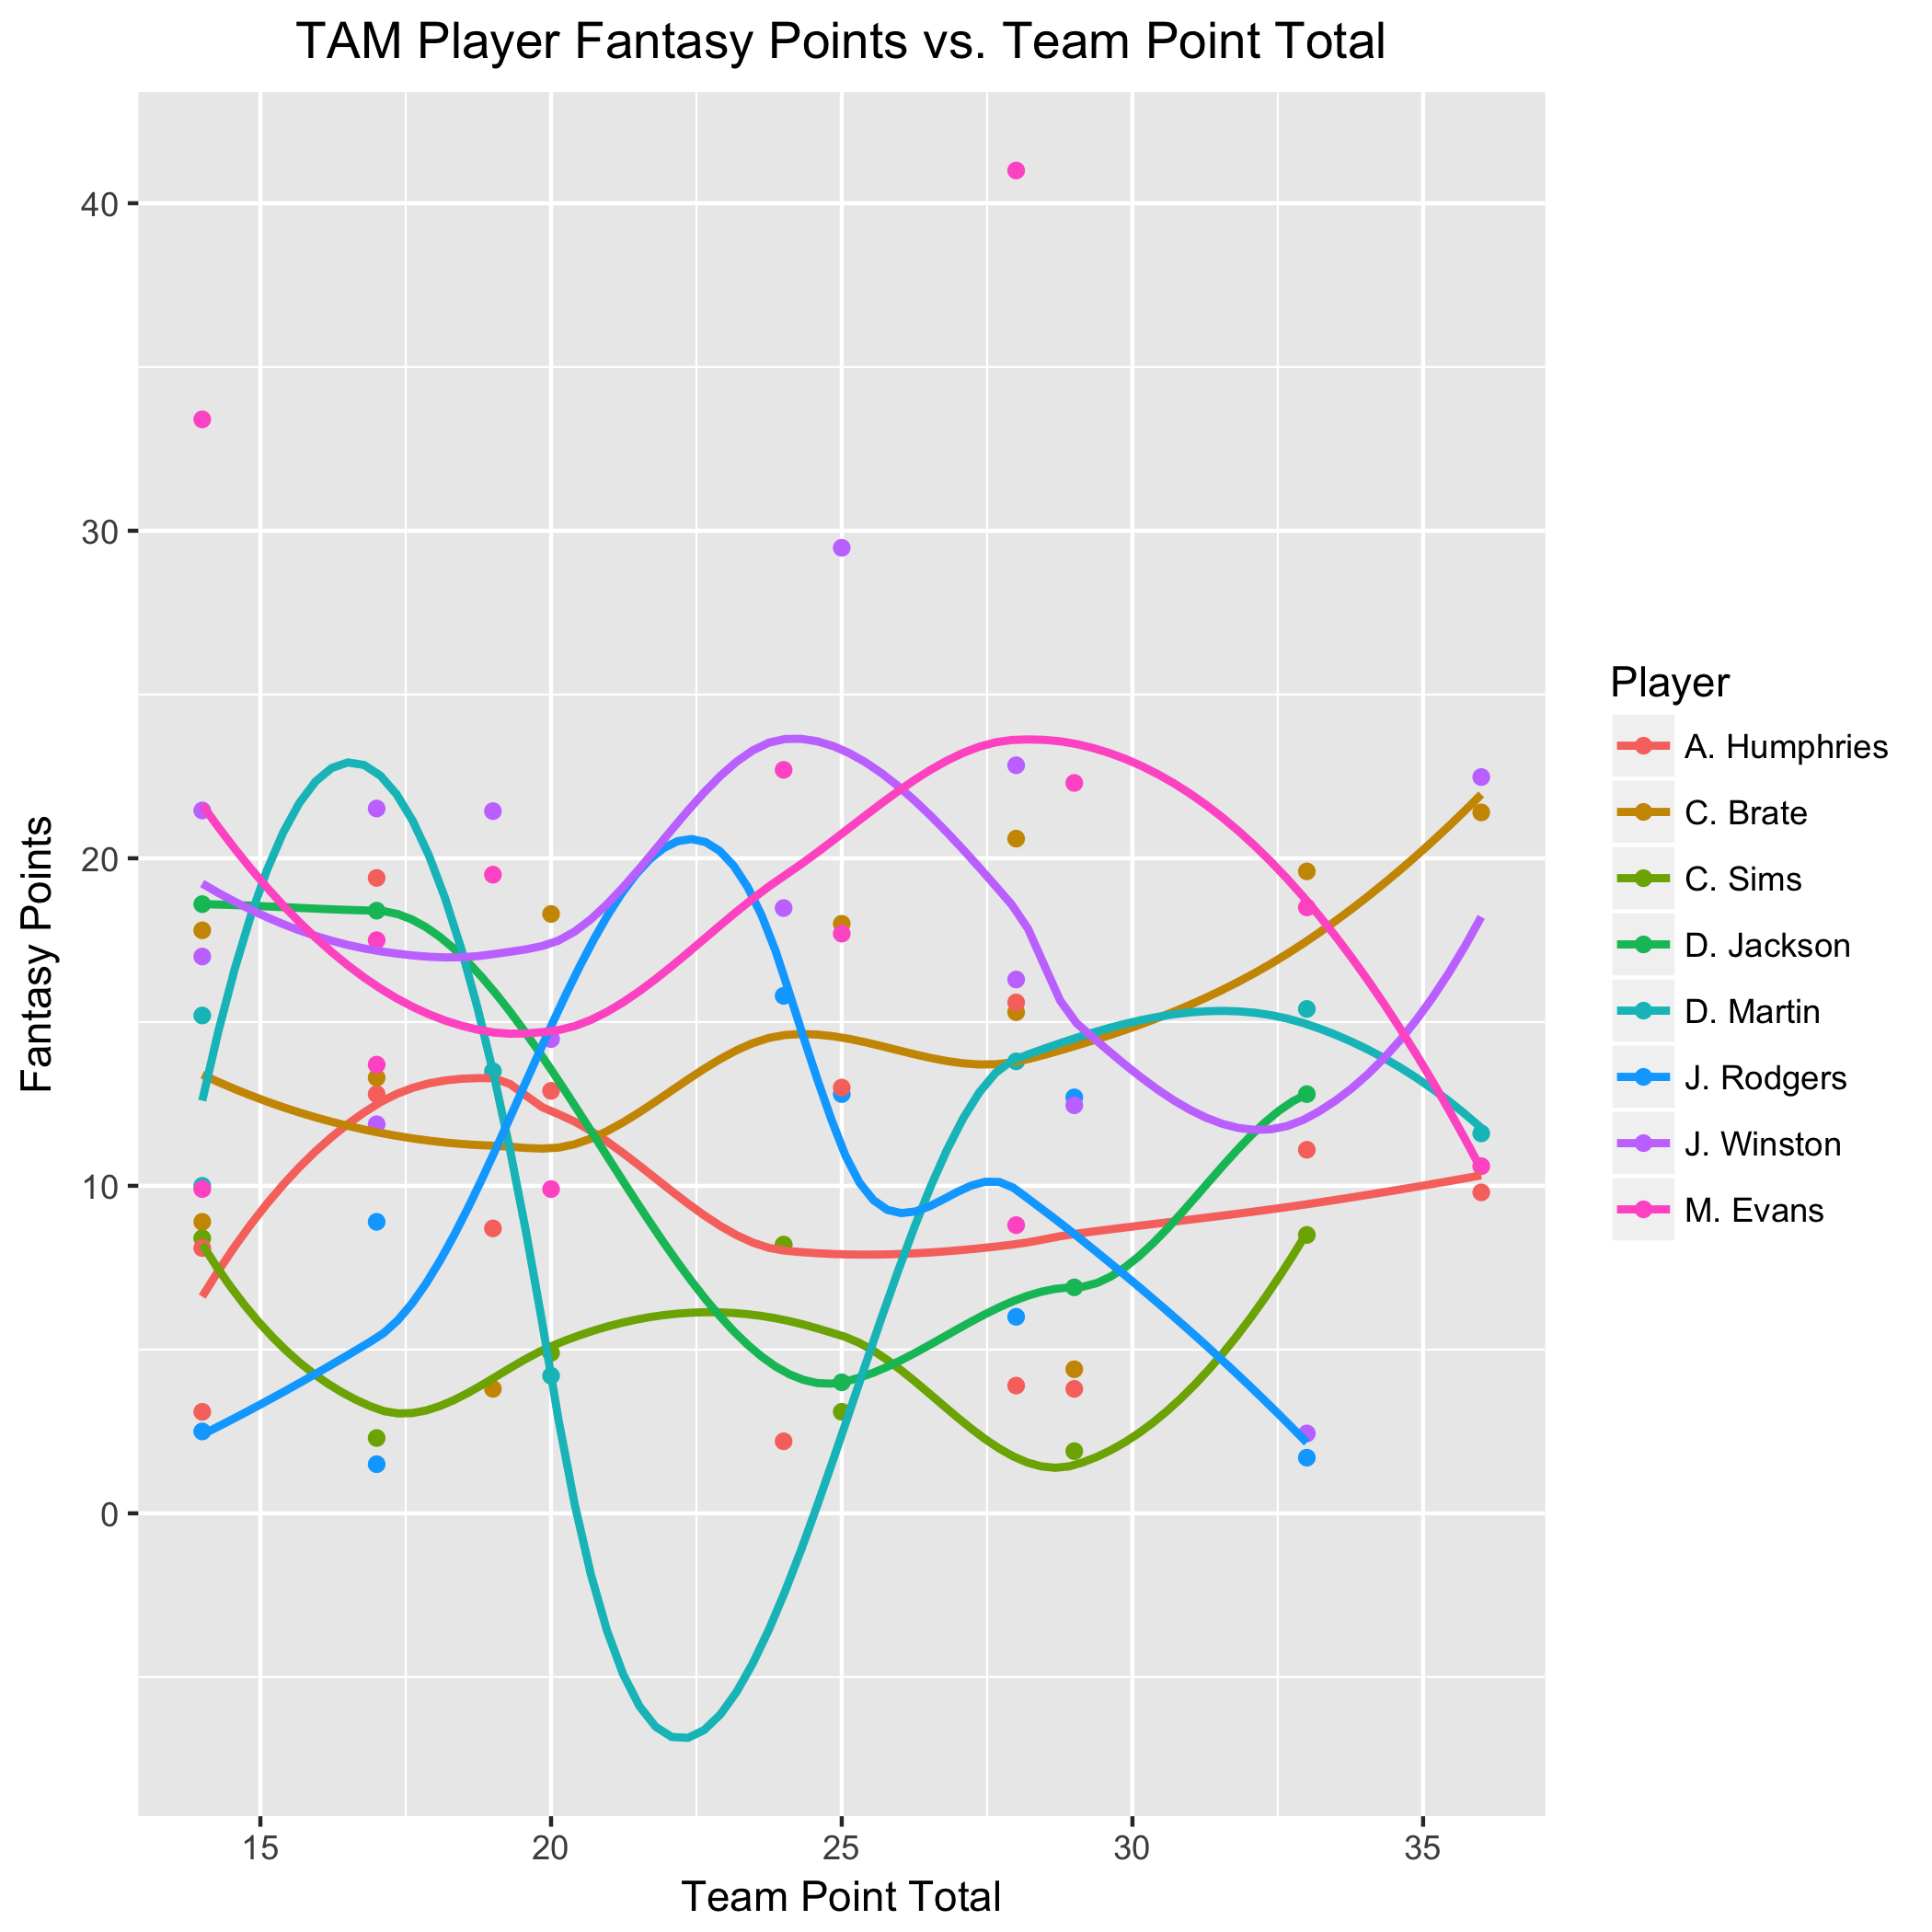 TAM Player Fantasy Points vs. Team Point Total
Fantasy Points
40
30
20
10
0
15
20
25
30
35
Team Point Total
Player
A. Humphries
C. Brate
C. Sims
D. Jackson
D. Martin
J. Rodgers
J. Winston
M. Evans